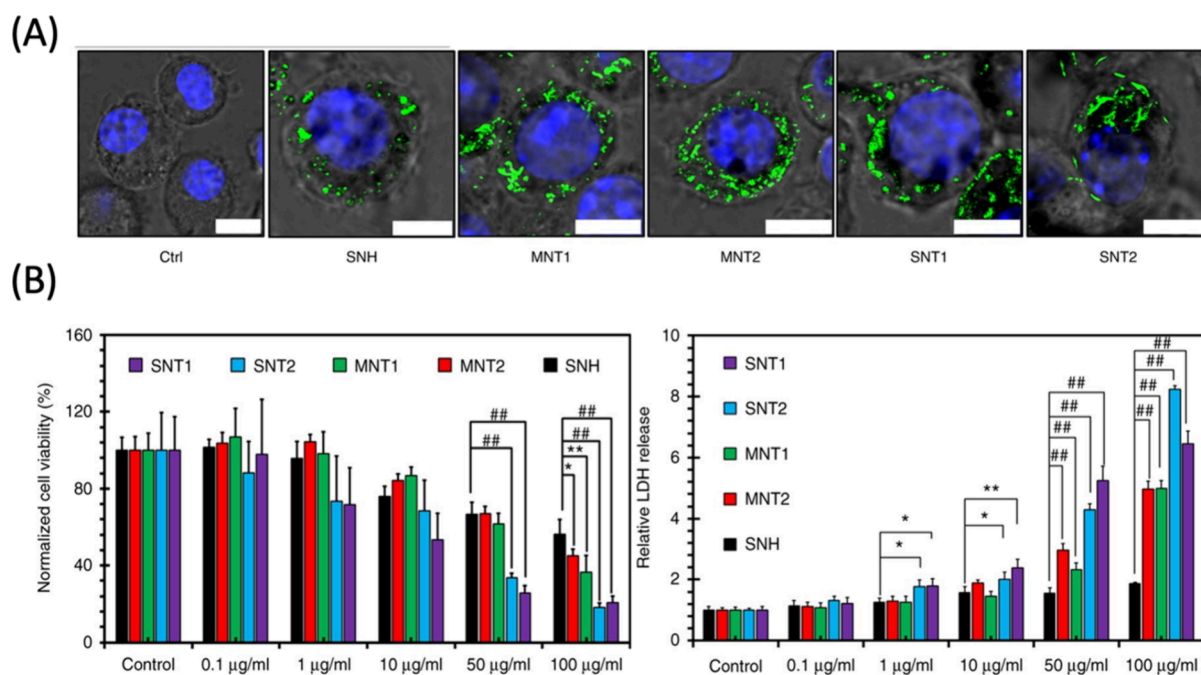 (A)
Ctrl SNH MNT1 MNT2 SNT1 SNT2
(B)
Normalized cell viability (%)
160
120
80
40
0
SNT1 SNT2 MNT1 MNT2 SNH
##
##
##
##
**
*
Control 0.1 μg/ml 1 μg/ml 10 μg/ml 50 μg/ml 100 μg/ml
Relative LDH release
10
8
6
4
2
0
SNT1
SNT2
MNT1
MNT2
SNH
*
*
**
*
##
##
##
##
##
##
##
##
Control 0.1 μg/ml 1 μg/ml 10 μg/ml 50 μg/ml 100 μg/ml